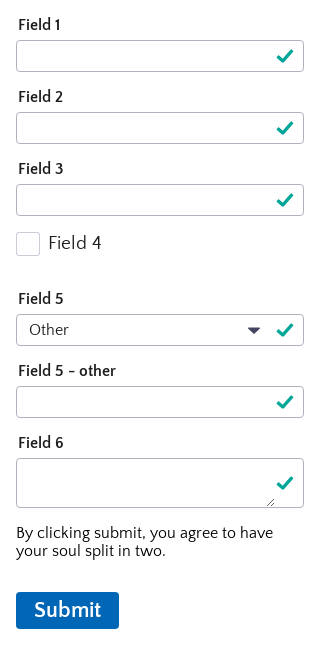 Field 1
Field 2
Field 3
Field 4
Field 5
Other
Field 5 - other
Field 6
By clicking submit, you agree to have
your soul split in two.
Submit